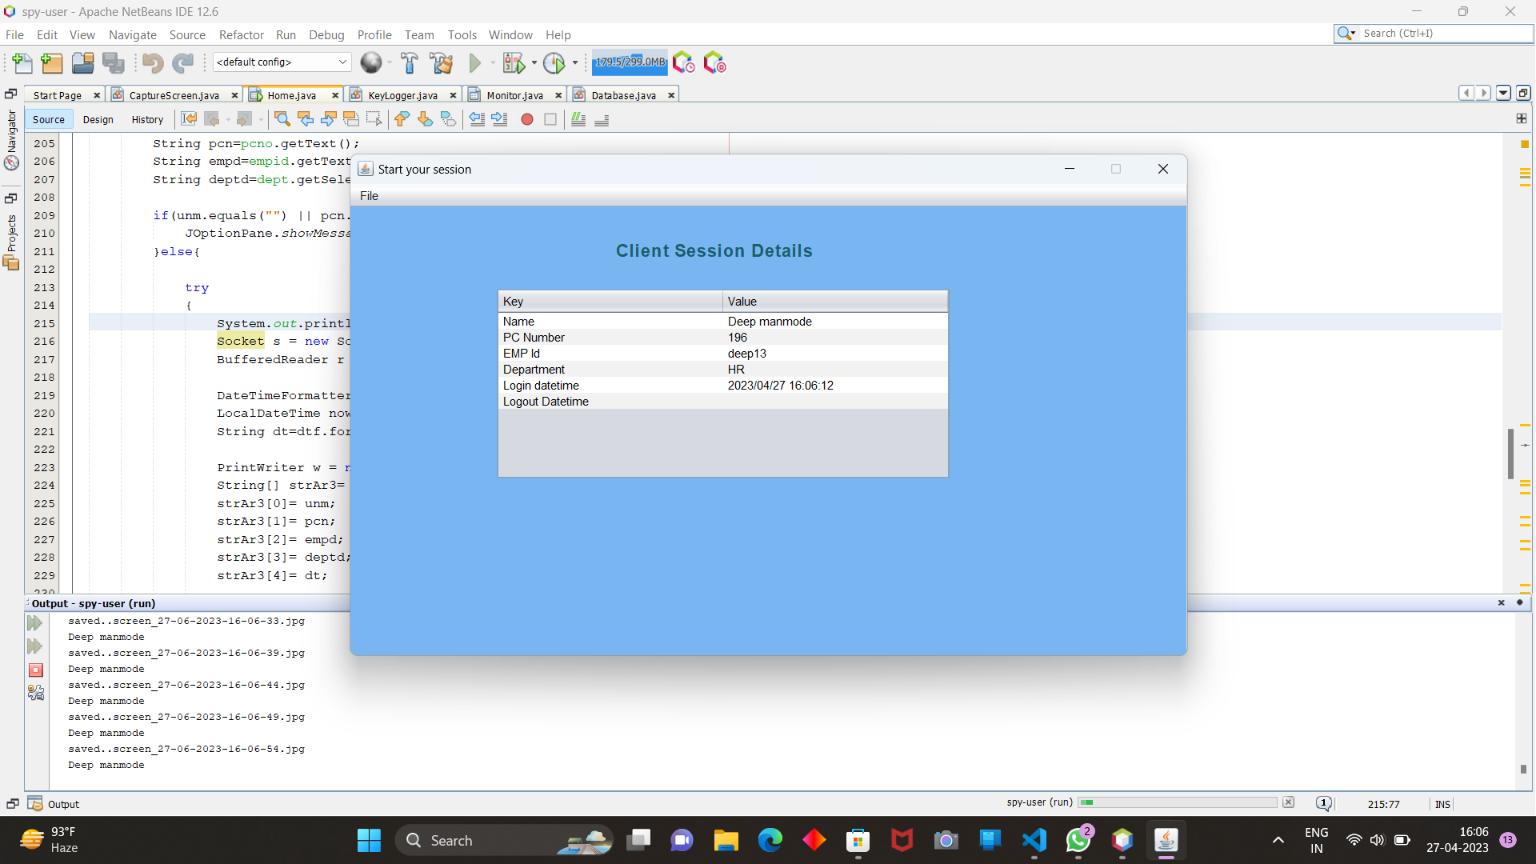 spy-user - Apache NetBeans IDE 12.6
File Edit View Navigate Source Refactor Run Debug Profile Team Tools Window Help
Search (Ctrl+I)
<default config>
179.5/299.0MB
Start Page CaptureScreen.java Home.java KeyLogger.java Monitor.java Database.java
Source Design History
Navigator
Projects
205 String pcn=pcno.getText();
206 String empd=empid.getText
207 String deptd=dept.getSele
208
209 if(unm.equals("") || pcn.
210 JOptionPane.showMessa
211 }else{
212
213 try
214 {
215 System.out.printl
216 Socket s = new So
217 BufferedReader r
218
219 DateTimeFormatter
220 LocalDateTime now
221 String dt=dtf.for
222
223 PrintWriter w = n
224 String[] strAr3=
225 strAr3[0]= unm;
226 strAr3[1]= pcn;
227 strAr3[2]= empd;
228 strAr3[3]= deptd;
229 strAr3[4]= dt;
Start your session
File
Client Session Details
Key Value
Name Deep manmode
PC Number 196
EMP Id deep13
Department HR
Login datetime 2023/04/27 16:06:12
Logout Datetime
Output - spy-user (run)
saved..screen_27-06-2023-16-06-33.jpg
Deep manmode
saved..screen_27-06-2023-16-06-39.jpg
Deep manmode
saved..screen_27-06-2023-16-06-44.jpg
Deep manmode
saved..screen_27-06-2023-16-06-49.jpg
Deep manmode
saved..screen_27-06-2023-16-06-54.jpg
Deep manmode
Output
spy-user (run)
1
215:77
INS
93°F
Haze
Search
2
ENG
IN
16:06
27-04-2023
13